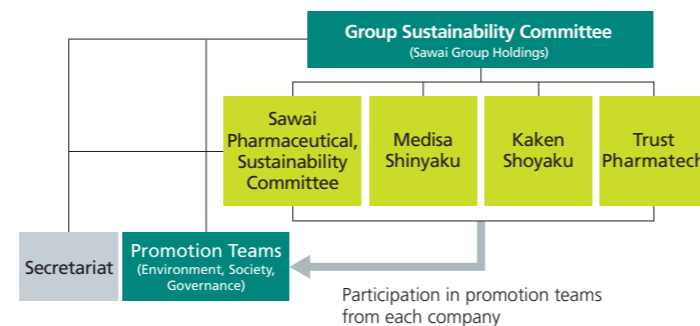 Group Sustainability Committee
(Sawai Group Holdings)
Sawai
Pharmaceutical,
Sustainability
Committee
Medisa
Shinyaku
Kaken
Shoyaku
Trust
Pharmatech
Secretariat
Promotion Teams
(Environment, Society,
Governance)
Participation in promotion teams
from each company